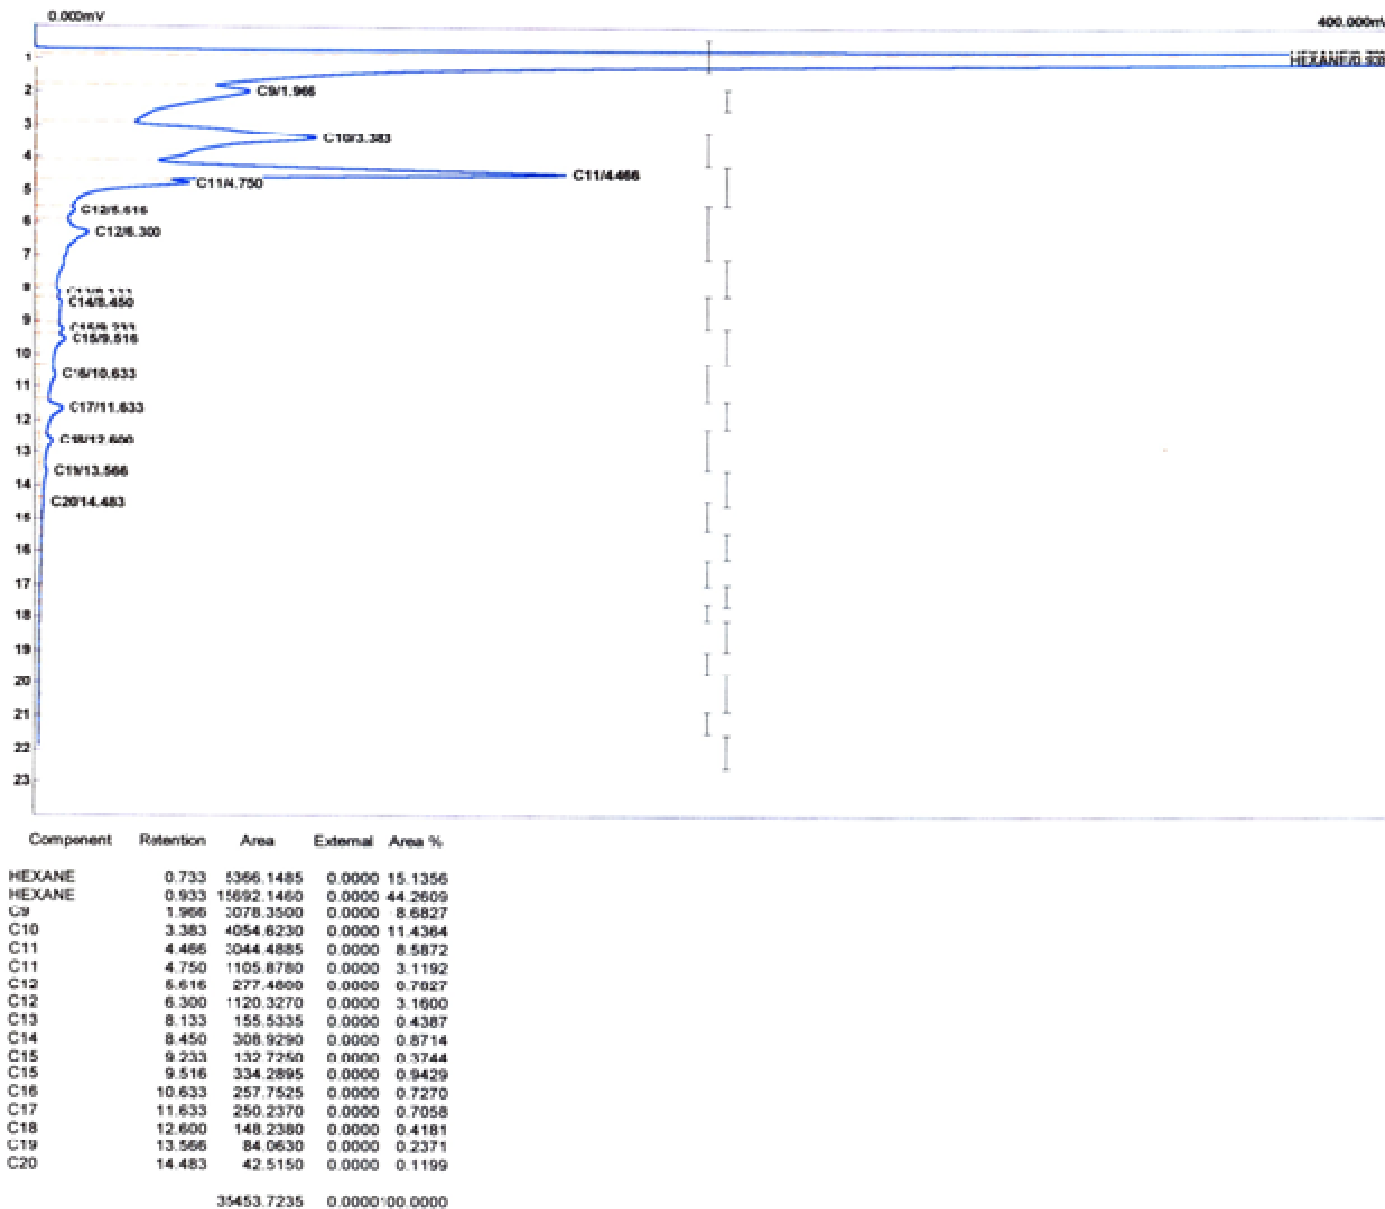 0.000mV 400.000mV
HEXANE/0.933
C9/1.966
C10/3.383
C11/4.466
C11/4.750
C12/5.616
C12/6.300
C14/8.450
C15/9.233
C15/9.516
C16/10.633
C17/11.633
C18/12.600
C19/13.566
C20/14.483
1
2
3
4
5
6
7
8
9
10
11
12
13
14
15
16
17
18
19
20
21
22
23
Component Retention Area External Area %
HEXANE 0.733 5366.1485 0.0000 15.1356
HEXANE 0.933 15692.1460 0.0000 44.2609
C9 1.966 3078.3500 0.0000 8.6827
C10 3.383 4054.6230 0.0000 11.4364
C11 4.466 3044.4885 0.0000 8.5872
C11 4.750 1105.8780 0.0000 3.1192
C12 5.616 277.4800 0.0000 0.7827
C12 6.300 1120.3270 0.0000 3.1600
C13 8.133 155.5335 0.0000 0.4387
C14 8.450 308.9290 0.0000 0.8714
C15 9.233 132.7250 0.0000 0.3744
C15 9.516 334.2895 0.0000 0.9429
C16 10.633 257.7525 0.0000 0.7270
C17 11.633 250.2370 0.0000 0.7058
C18 12.600 148.2380 0.0000 0.4181
C19 13.566 84.0630 0.0000 0.2371
C20 14.483 42.5150 0.0000 0.1199
35453.7235 0.0000 100.0000